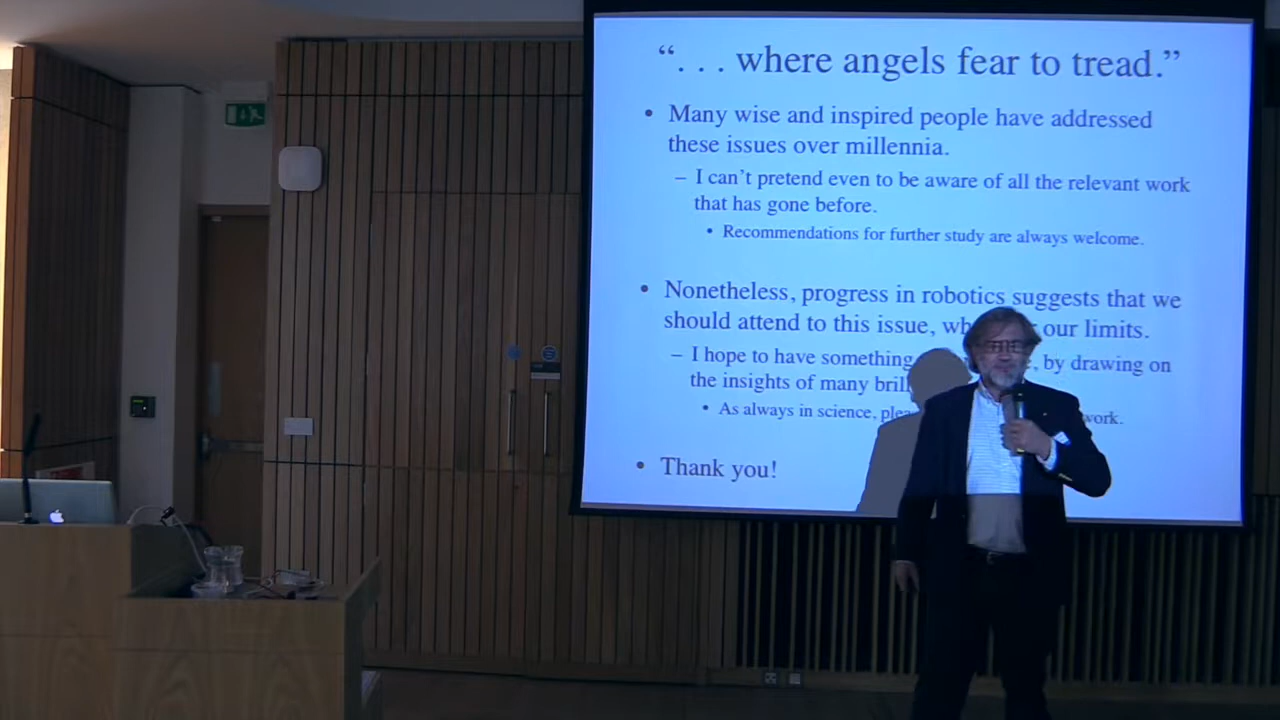 “. . . where angels fear to tread.”
• Many wise and inspired people have addressed
these issues over millennia.
– I can’t pretend even to be aware of all the relevant work
that has gone before.
• Recommendations for further study are always welcome.
• Nonetheless, progress in robotics suggests that we
should attend to this issue, our limits.
– I hope to have something , by drawing on
the insights of many
• As always in science, work.
• Thank you!